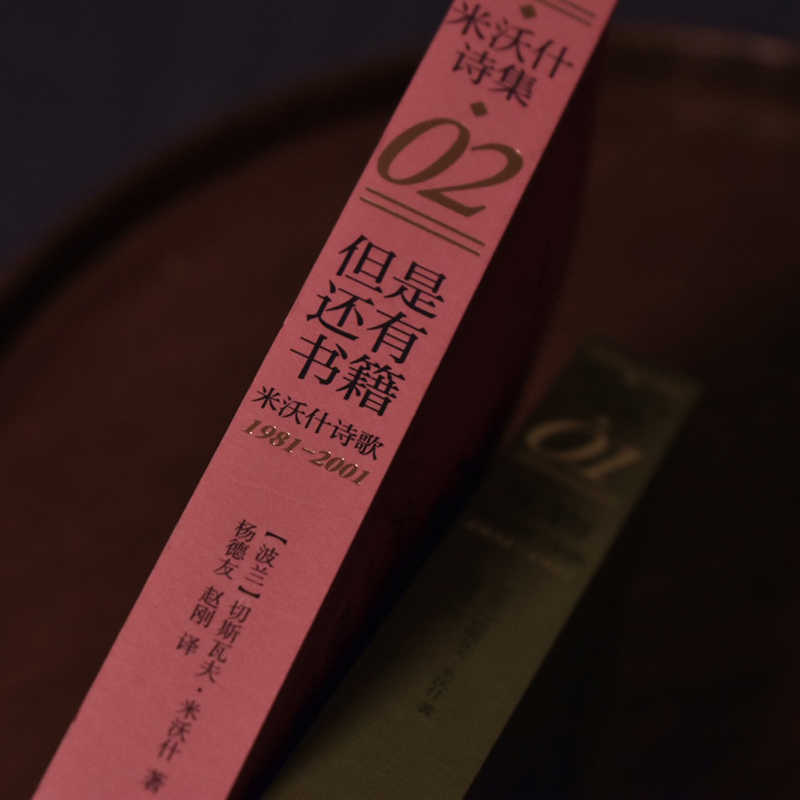 米沃什
诗集
02
但是
还有
书籍
米沃什诗歌
1981-2001
【波兰】切斯瓦夫·米沃什 著
杨德友 赵刚 译
01